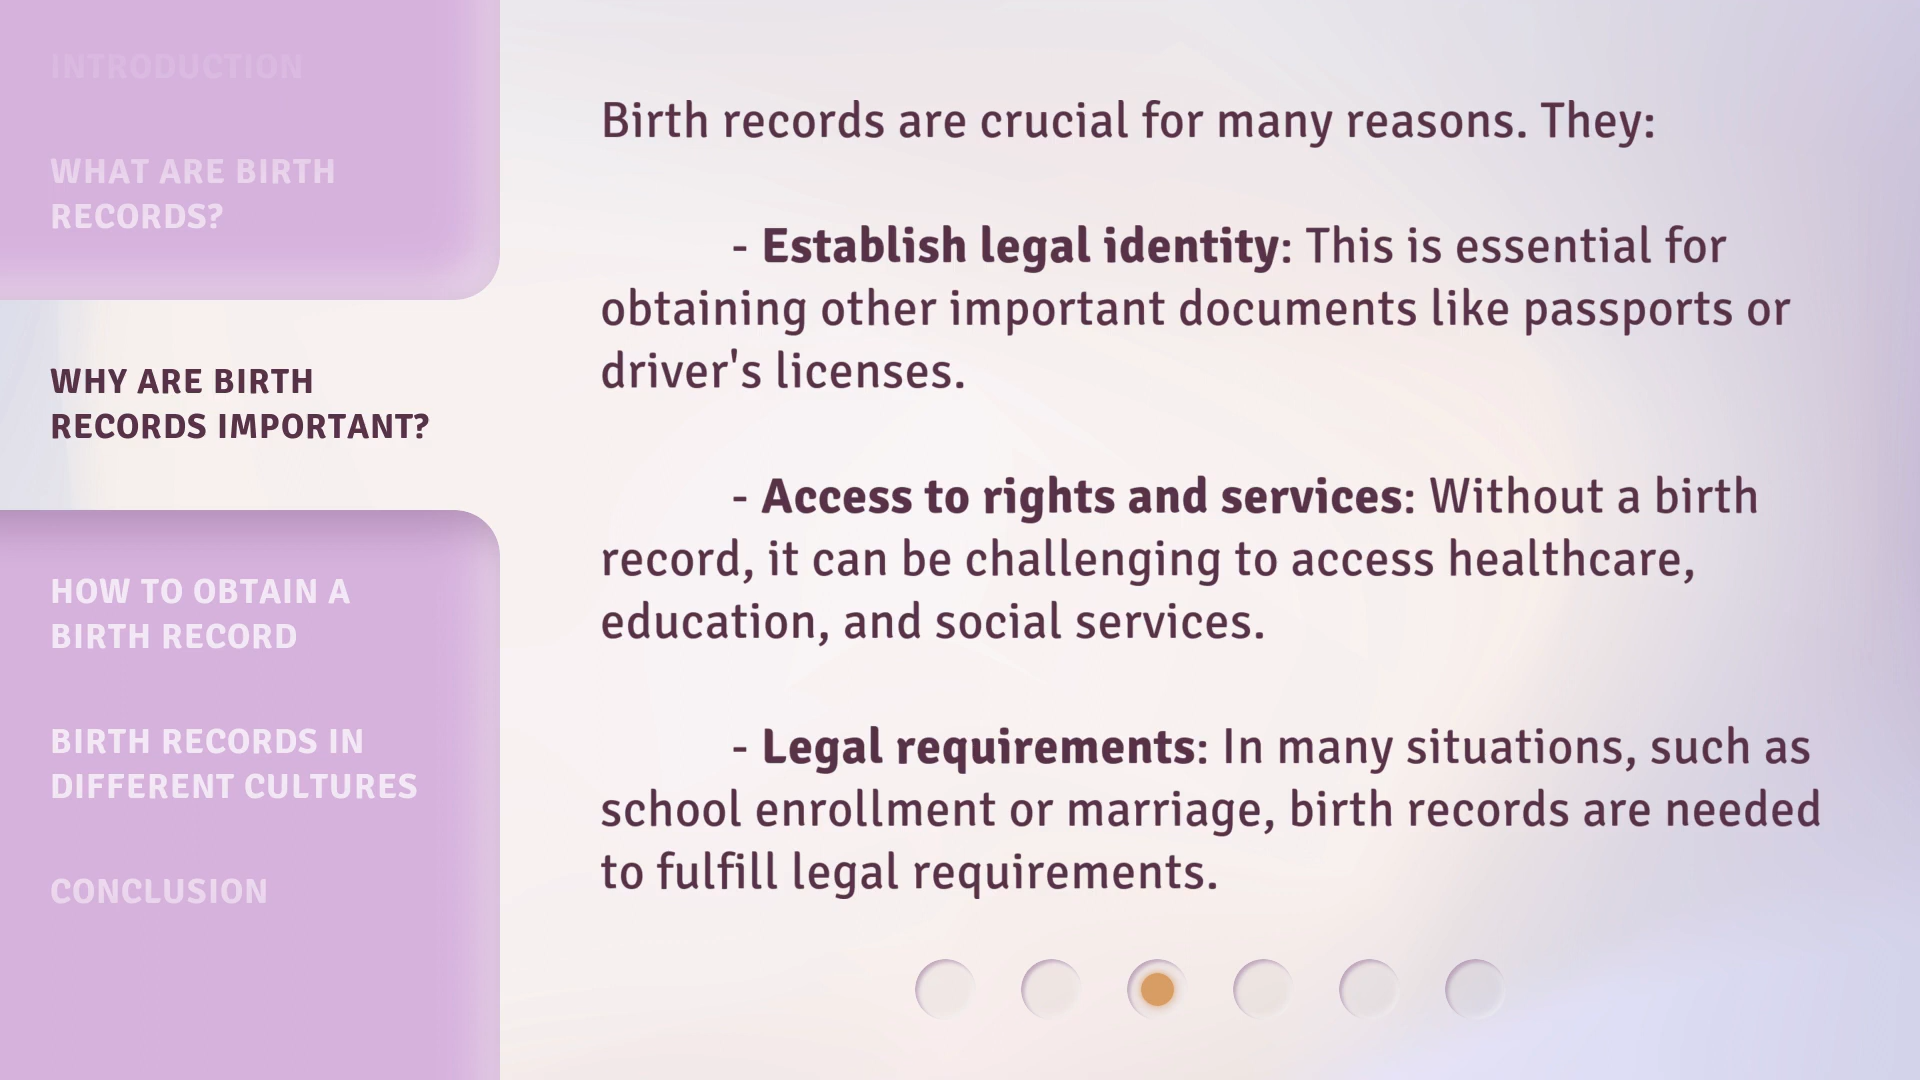 INTRODUCTION
WHAT ARE BIRTH
RECORDS?
WHY ARE BIRTH
RECORDS IMPORTANT?
HOW TO OBTAIN A
BIRTH RECORD
BIRTH RECORDS IN
DIFFERENT CULTURES
CONCLUSION
Birth records are crucial for many reasons. They:
- Establish legal identity: This is essential for
obtaining other important documents like passports or
driver's licenses.
- Access to rights and services: Without a birth
record, it can be challenging to access healthcare,
education, and social services.
- Legal requirements: In many situations, such as
school enrollment or marriage, birth records are needed
to fulfill legal requirements.